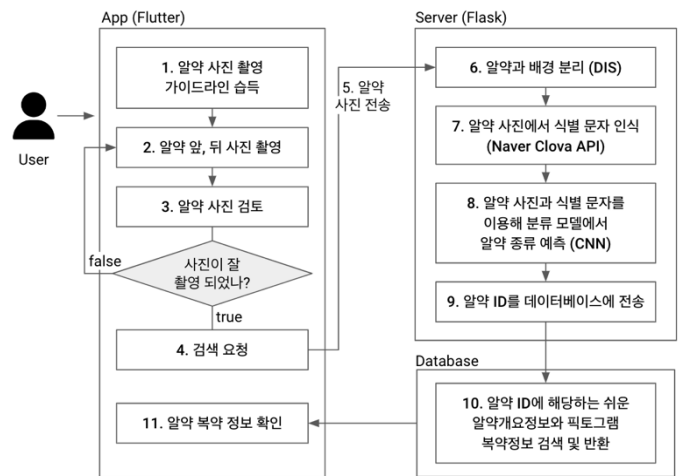 App (Flutter)
1. 알약 사진 촬영
가이드라인 습득
User
2. 알약 앞, 뒤 사진 촬영
3. 알약 사진 검토
false
사진이 잘
촬영 되었나?
true
4. 검색 요청
11. 알약 복약 정보 확인
5. 알약
사진 전송
Server (Flask)
6. 알약과 배경 분리 (DIS)
7. 알약 사진에서 식별 문자 인식
(Naver Clova API)
8. 알약 사진과 식별 문자를
이용해 분류 모델에서
알약 종류 예측 (CNN)
9. 알약 ID를 데이터베이스에 전송
Database
10. 알약 ID에 해당하는 쉬운
알약개요정보와 픽토그램
복약정보 검색 및 반환